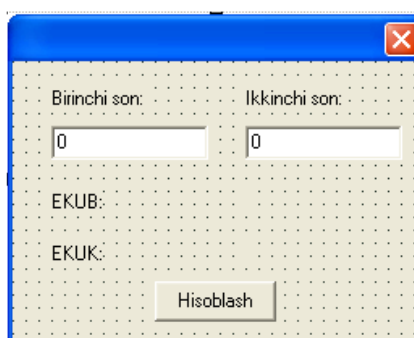 Birinchi son: Ikkinchi son:
0 0
EKUB:
EKUK:
Hisoblash